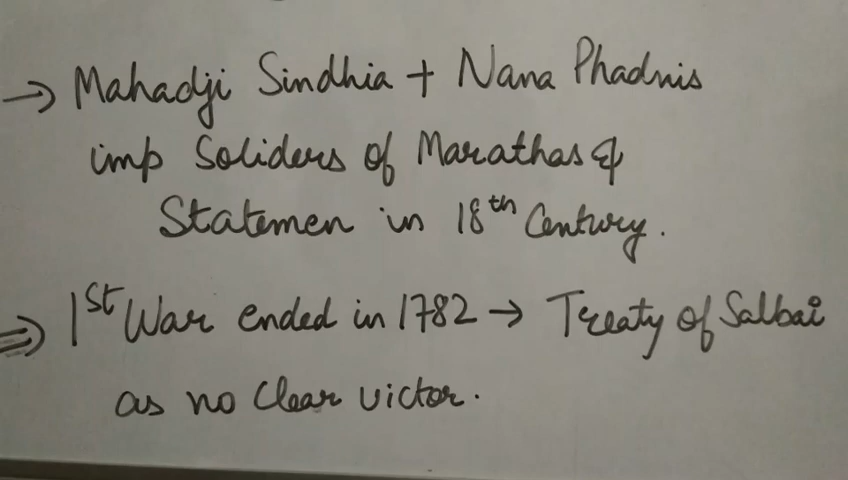 → Mahadji Sindhia + Nana Phadnis
imp Soliders of Marathas &
Statemen in 18th Century.
⇒ 1st War ended in 1782 → Treaty of Salbai
as no clear victor.